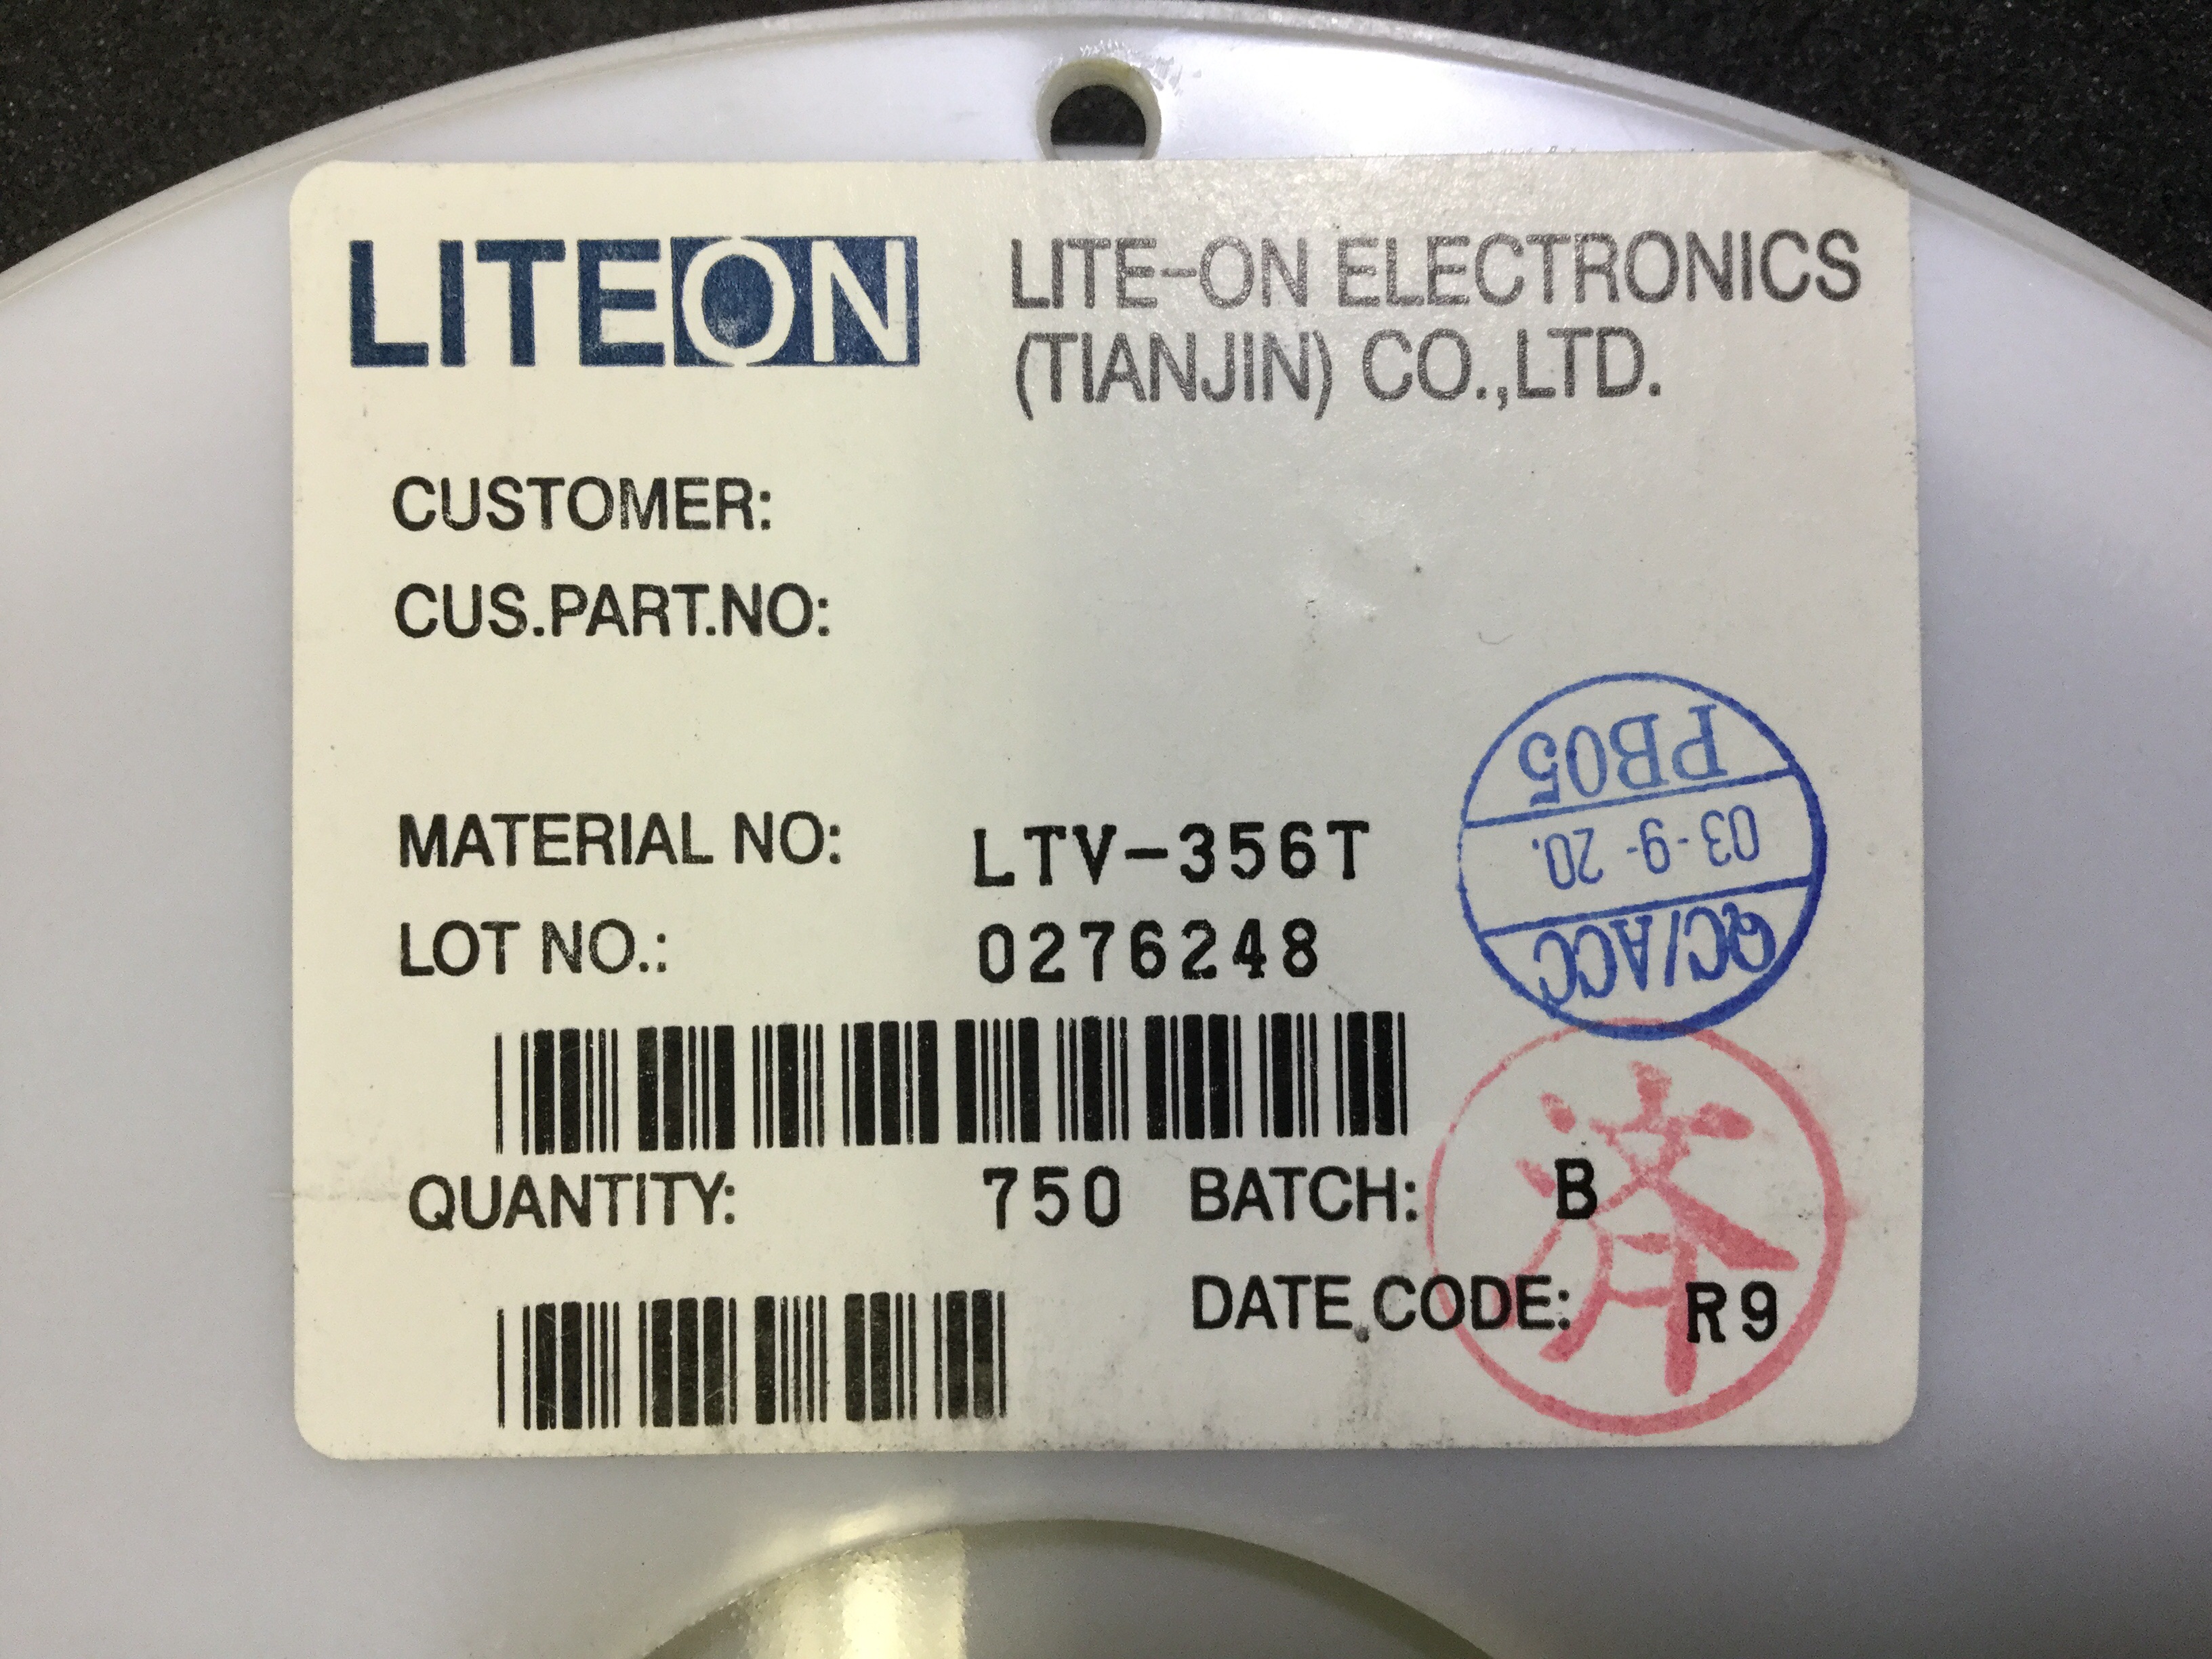 LITEON
LITE-ON ELECTRONICS
(TIANJIN) CO.,LTD.
CUSTOMER:
CUS.PART.NO:
PB05
03-9-20.
QC/ACC
MATERIAL NO: LTV-356T
LOT NO.: 0276248
QUANTITY: 750 BATCH: B
DATE CODE: R9
济